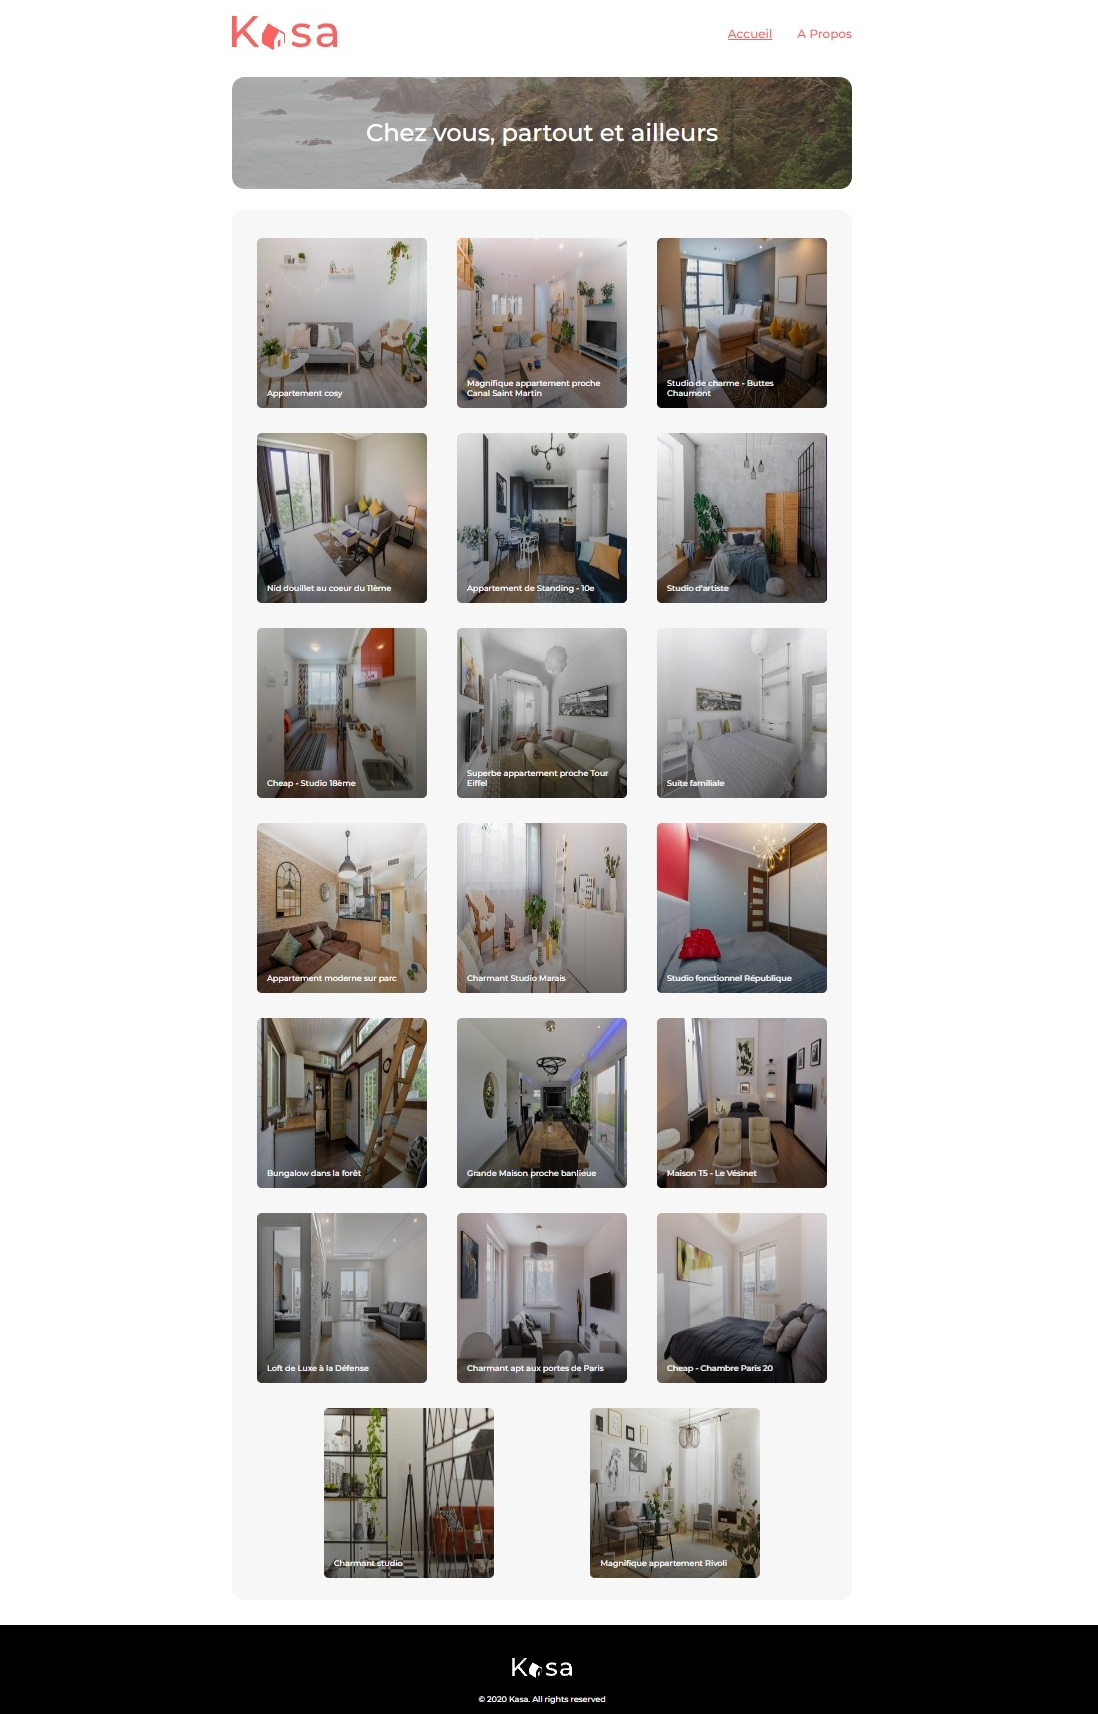 Kasa
Accueil A Propos
Chez vous, partout et ailleurs
Appartement cosy
Magnifique appartement proche
Canal Saint Martin
Studio de charme - Buttes
Chaumont
Nid douillet au coeur du 11ème
Appartement de Standing - 10e
Studio d'artiste
Cheap - Studio 18ème
Superbe appartement proche Tour
Eiffel
Suite familiale
Appartement moderne sur parc
Charmant Studio Marais
Studio fonctionnel République
Bungalow dans la forêt
Grande Maison proche banlieue
Maison T5 - Le Vésinet
Loft de Luxe à la Défense
Charmant apt aux portes de Paris
Cheap - Chambre Paris 20
Charmant studio
Magnifique appartement Rivoli
Kasa
© 2020 Kasa. All rights reserved